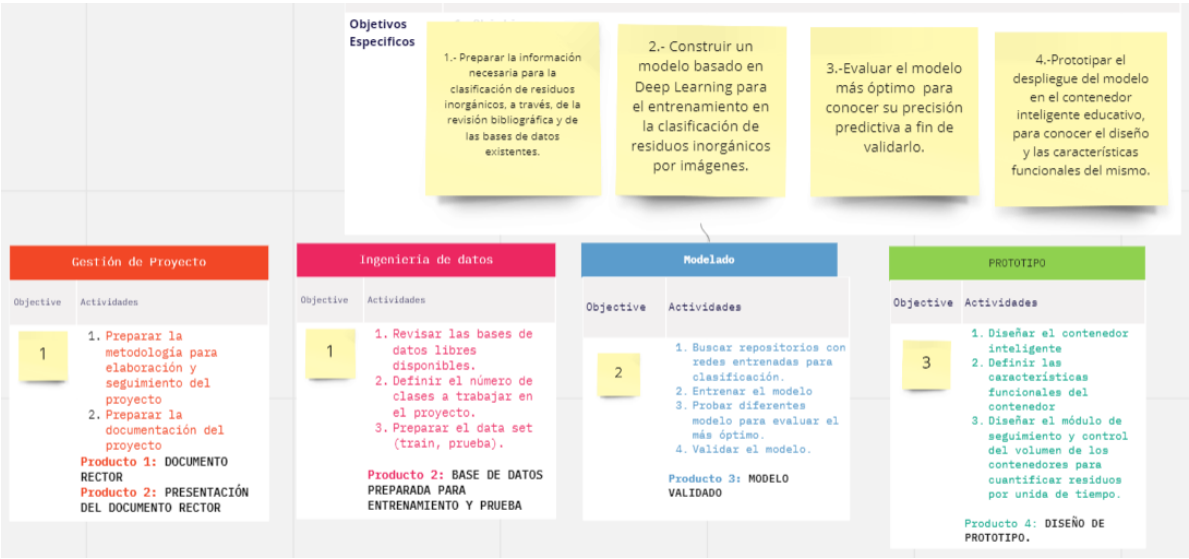 Objetivos
Especificos
1.- Preparar la información
necesaria para la
clasificación de residuos
inorgánicos, a través, de la
revisión bibliográfica y de
las bases de datos
existentes.
2.- Construir un
modelo basado en
Deep Learning para
el entrenamiento en
la clasificación de
residuos inorgánicos
por imágenes.
3.-Evaluar el modelo
más óptimo para
conocer su precisión
predictiva a fin de
validarlo.
4.-Prototipar el
despliegue del modelo
en el contenedor
inteligente educativo,
para conocer el diseño
y las características
funcionales del mismo.
Gestión de Proyecto
Objective Actividades
1
1. Preparar la
metodología para
elaboración y
seguimiento del
proyecto
2. Preparar la
documentación del
proyecto
Producto 1: DOCUMENTO
RECTOR
Producto 2: PRESENTACIÓN
DEL DOCUMENTO RECTOR
Ingeniería de datos
Objective Actividades
1
1. Revisar las bases de
datos libres
disponibles.
2. Definir el número de
clases a trabajar en
el proyecto.
3. Preparar el data set
(train, prueba).
Producto 2: BASE DE DATOS
PREPARADA PARA
ENTRENAMIENTO Y PRUEBA
Modelado
Objective Actividades
2
1. Buscar repositorios con
redes entrenadas para
clasificación.
2. Entrenar el modelo
3. Probar diferentes
modelo para evaluar el
más óptimo.
4. Validar el modelo.
Producto 3: MODELO
VALIDADO
PROTOTIPO
Objective Actividades
3
1. Diseñar el contenedor
inteligente
2. Definir las
características
funcionales del
contenedor
3. Diseñar el módulo de
seguimiento y control
del volumen de los
contenedores para
cuantificar residuos
por unida de tiempo.
Producto 4: DISEÑO DE
PROTOTIPO.